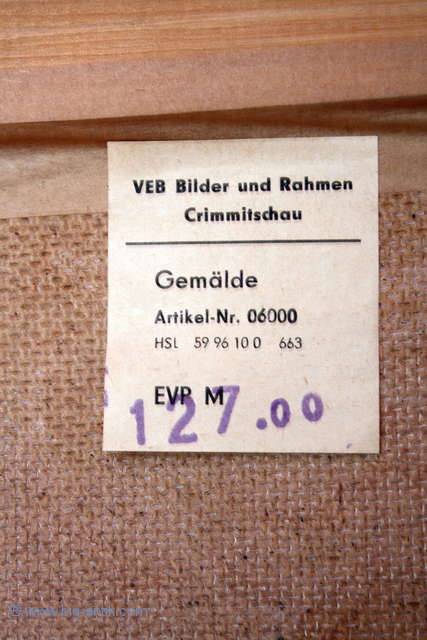 VEB Bilder und Rahmen
Crimmitschau
Gemälde
Artikel-Nr. 06000
HSL 59 96 10 0 663
EVP M
127.00